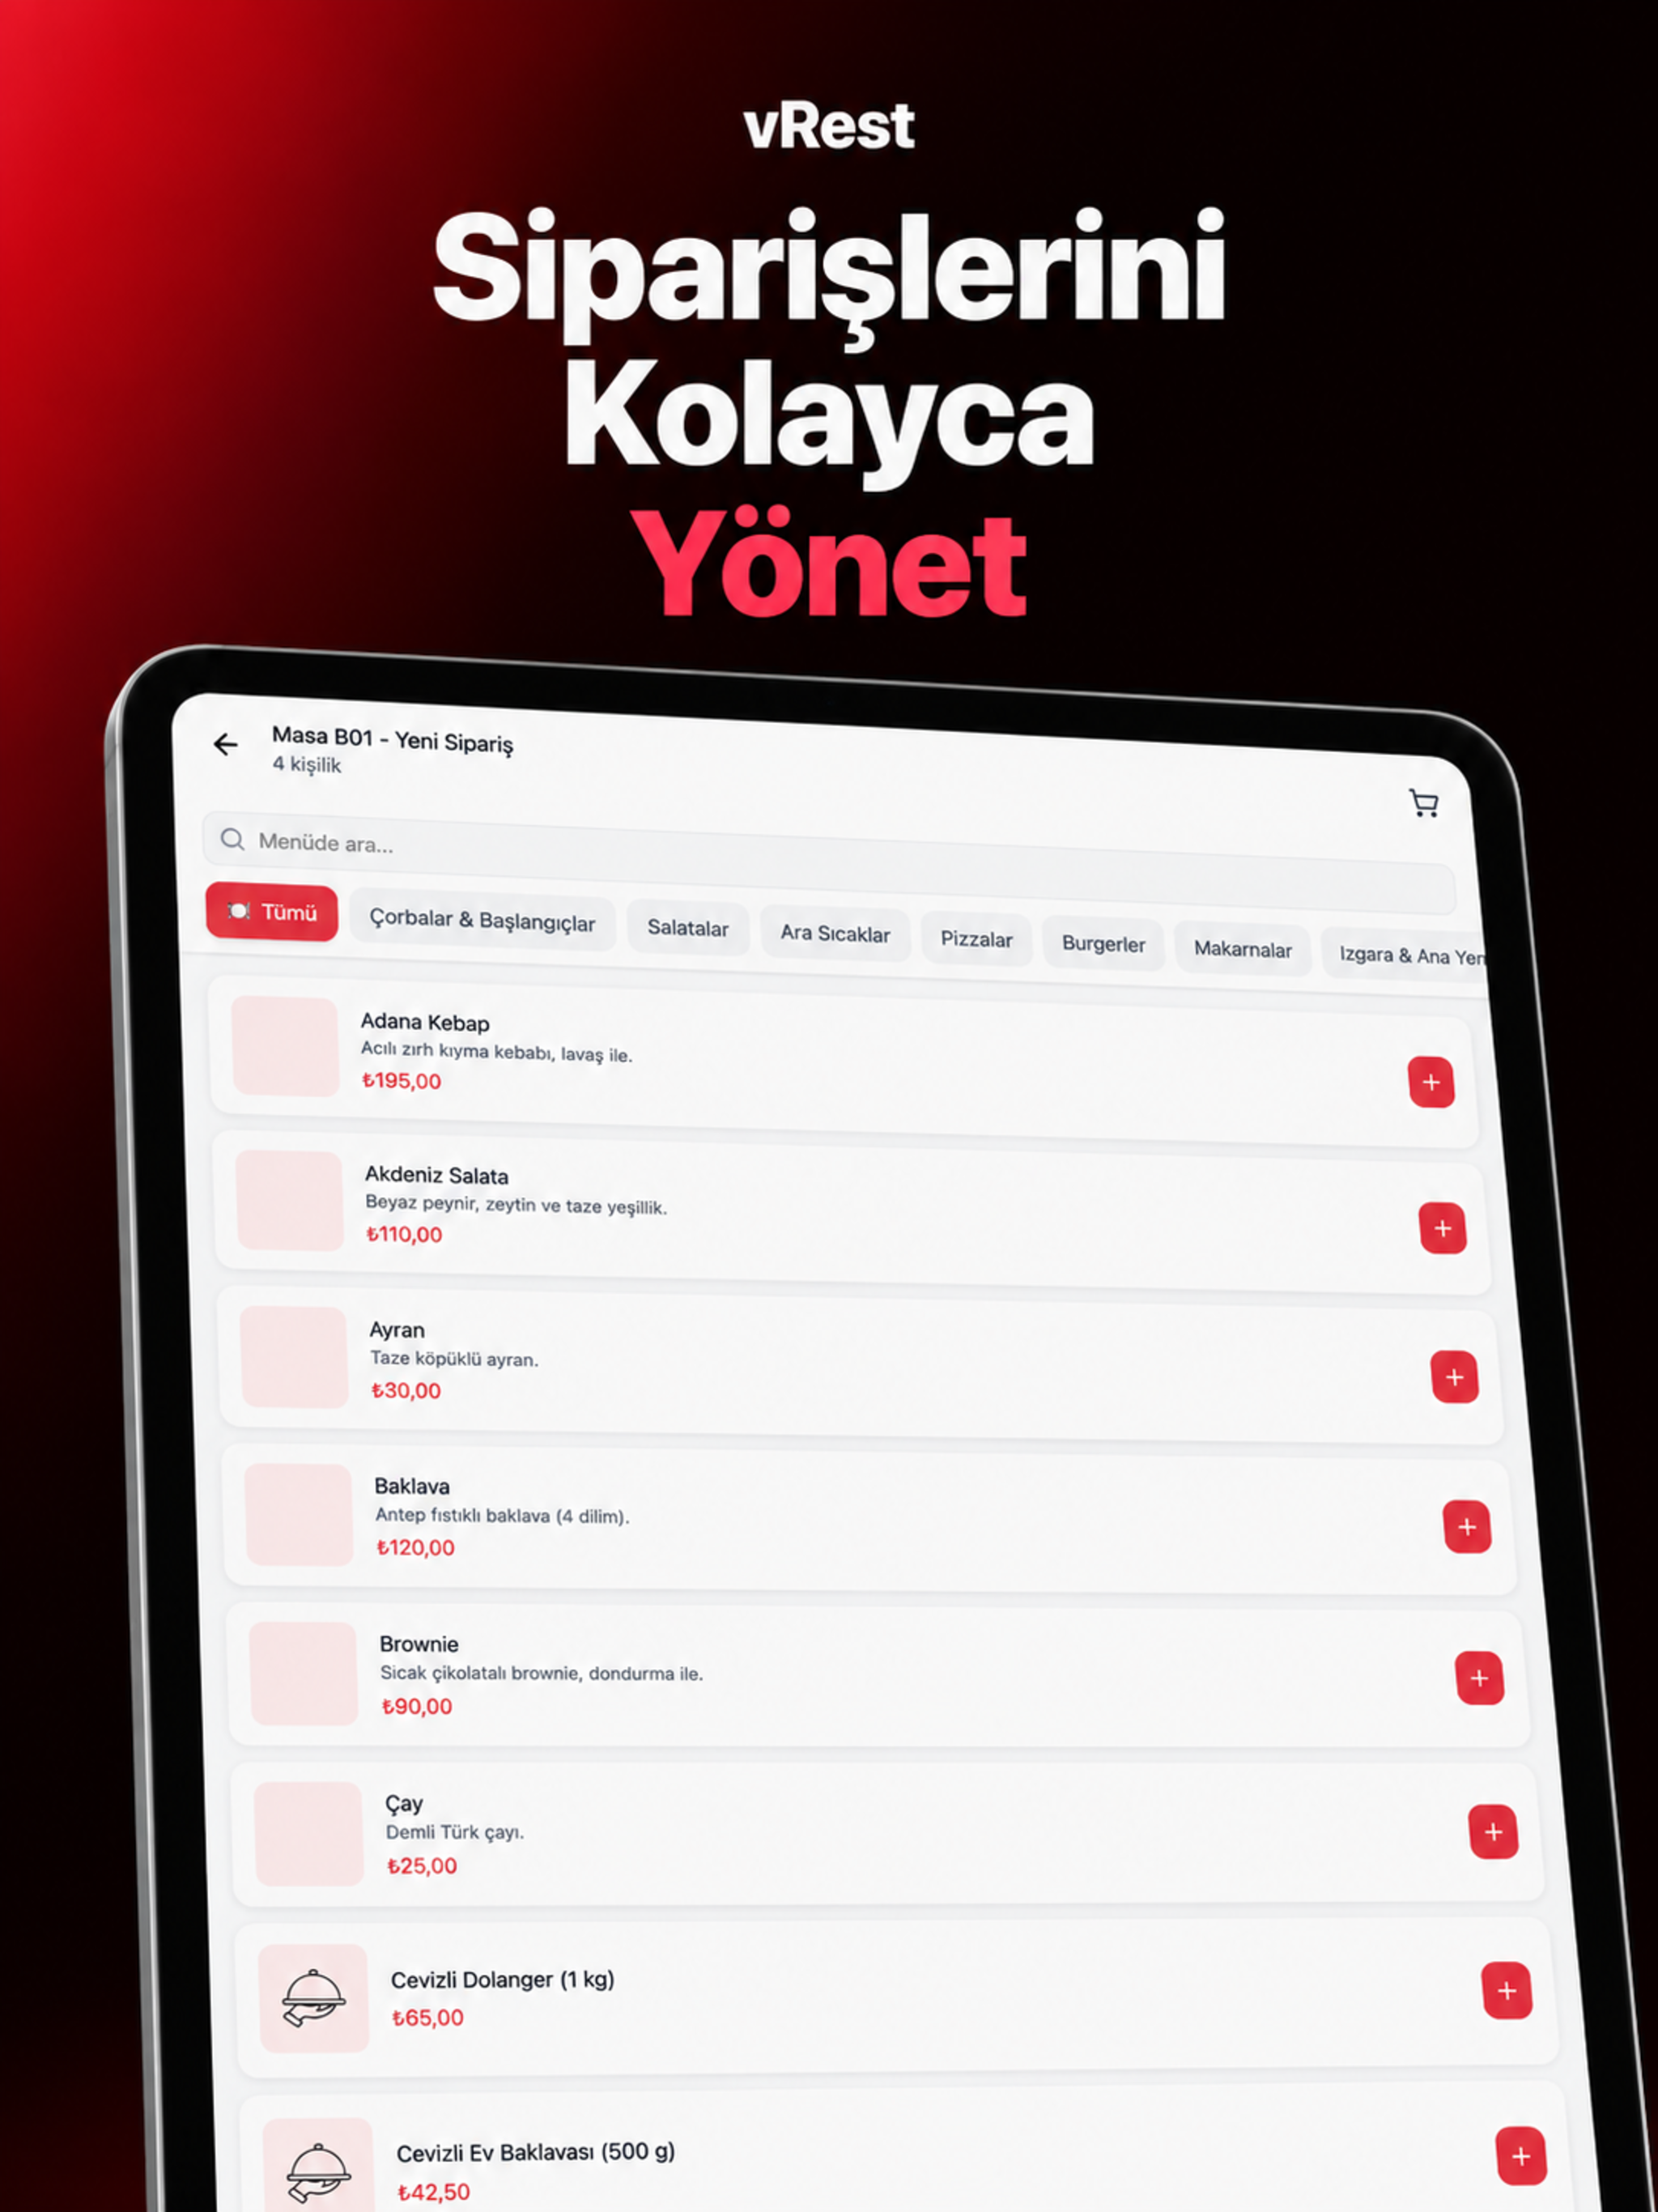 vRest
Siparişlerini
Kolayca
Yönet
Masa B01 - Yeni Sipariş
4 kişilik
Menüde ara...
Tümü
Çorbalar & Başlangıçlar
Salatalar
Ara Sıcaklar
Pizzalar
Burgerler
Makarnalar
Izgara & Ana Yem
Adana Kebap
Acılı zırh kıyma kebabı, lavaş ile.
₺195,00
Akdeniz Salata
Beyaz peynir, zeytin ve taze yeşillik.
₺110,00
Ayran
Taze köpüklü ayran.
₺30,00
Baklava
Antep fıstıklı baklava (4 dilim).
₺120,00
Brownie
Sıcak çikolatalı brownie, dondurma ile.
₺90,00
Çay
Demli Türk çayı.
₺25,00
Cevizli Dolanger (1 kg)
₺65,00
Cevizli Ev Baklavası (500 g)
₺42,50